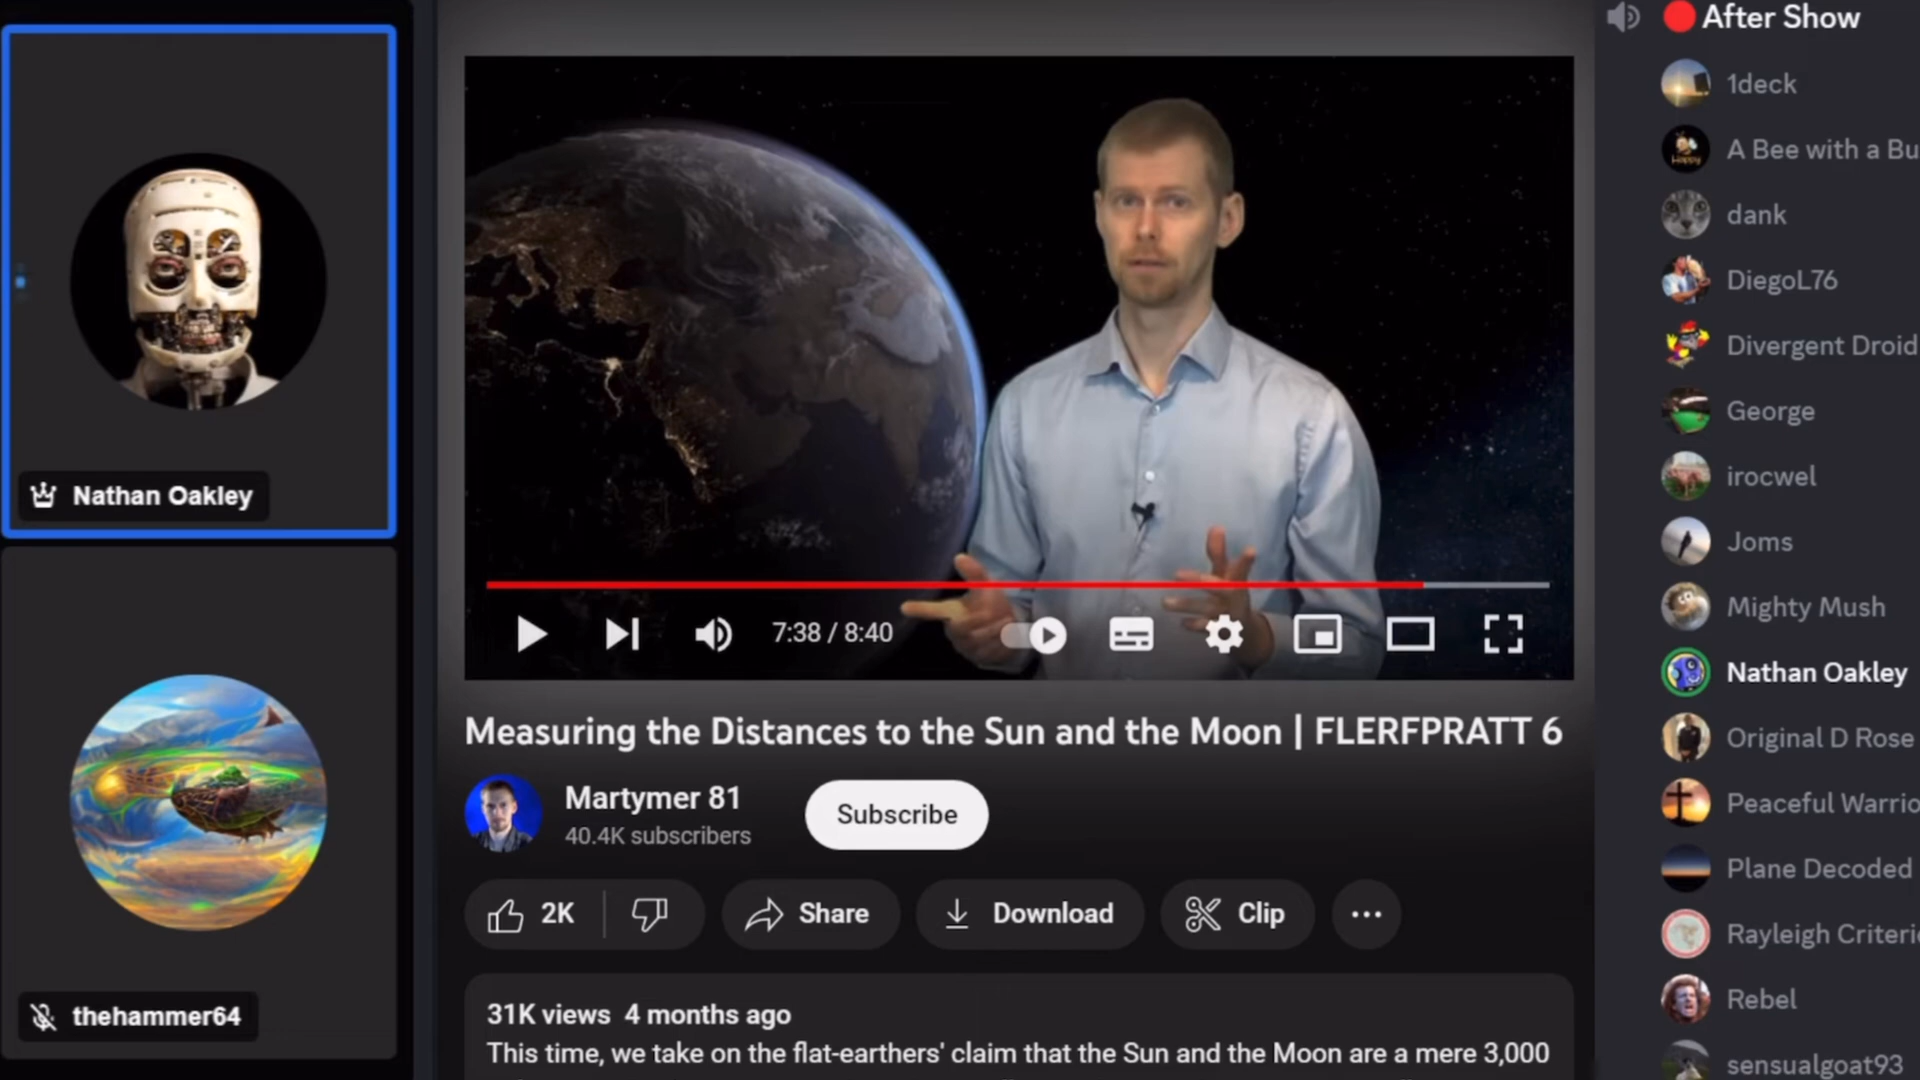 Nathan Oakley
thehammer64
7:38 / 8:40
Measuring the Distances to the Sun and the Moon | FLERFPRATT 6
Martymer 81
40.4K subscribers
Subscribe
2K
Share
Download
Clip
31K views 4 months ago
This time, we take on the flat-earthers' claim that the Sun and the Moon are a mere 3,000
After Show
1deck
A Bee with a Bu
dank
DiegoL76
Divergent Droid
George
irocwel
Joms
Mighty Mush
Nathan Oakley
Original D Rose
Peaceful Warrio
Plane Decoded
Rayleigh Criteri
Rebel
sensualgoat93